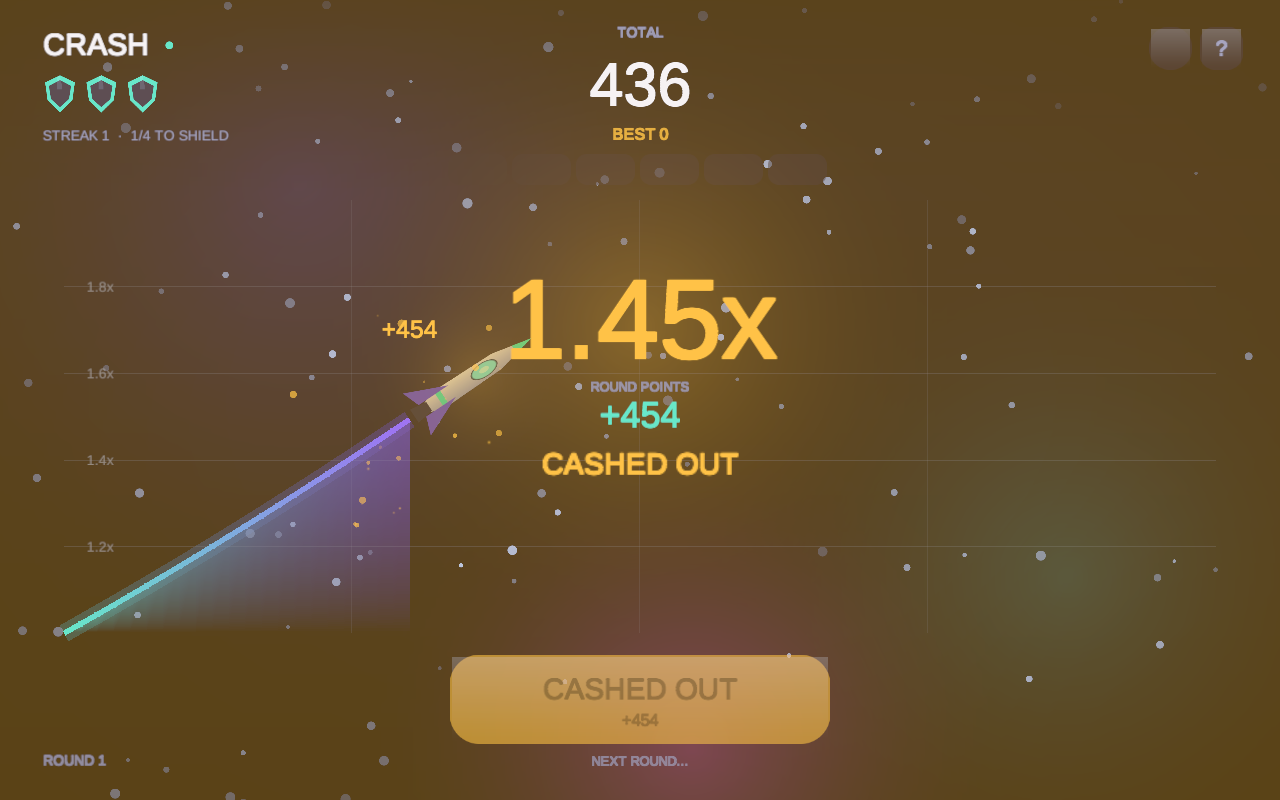 CRASH
TOTAL
436
BEST 0
?
STREAK 1 · 1/4 TO SHIELD
1.8x
1.6x
1.4x
1.2x
+454
1.45x
ROUND POINTS
+454
CASHED OUT
CASHED OUT
+454
NEXT ROUND...
ROUND 1